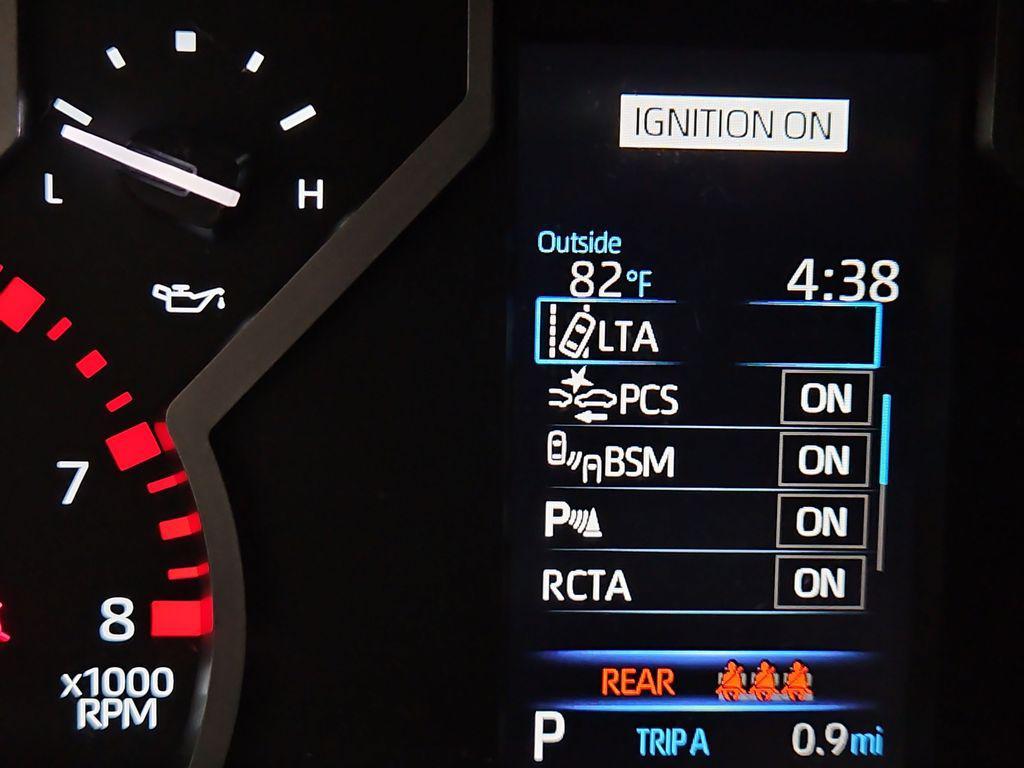 L H
7
8
x1000
RPM
IGNITION ON
Outside
82°F 4:38
LTA
PCS ON
BSM ON
P ON
RCTA ON
REAR
P TRIP A 0.9mi